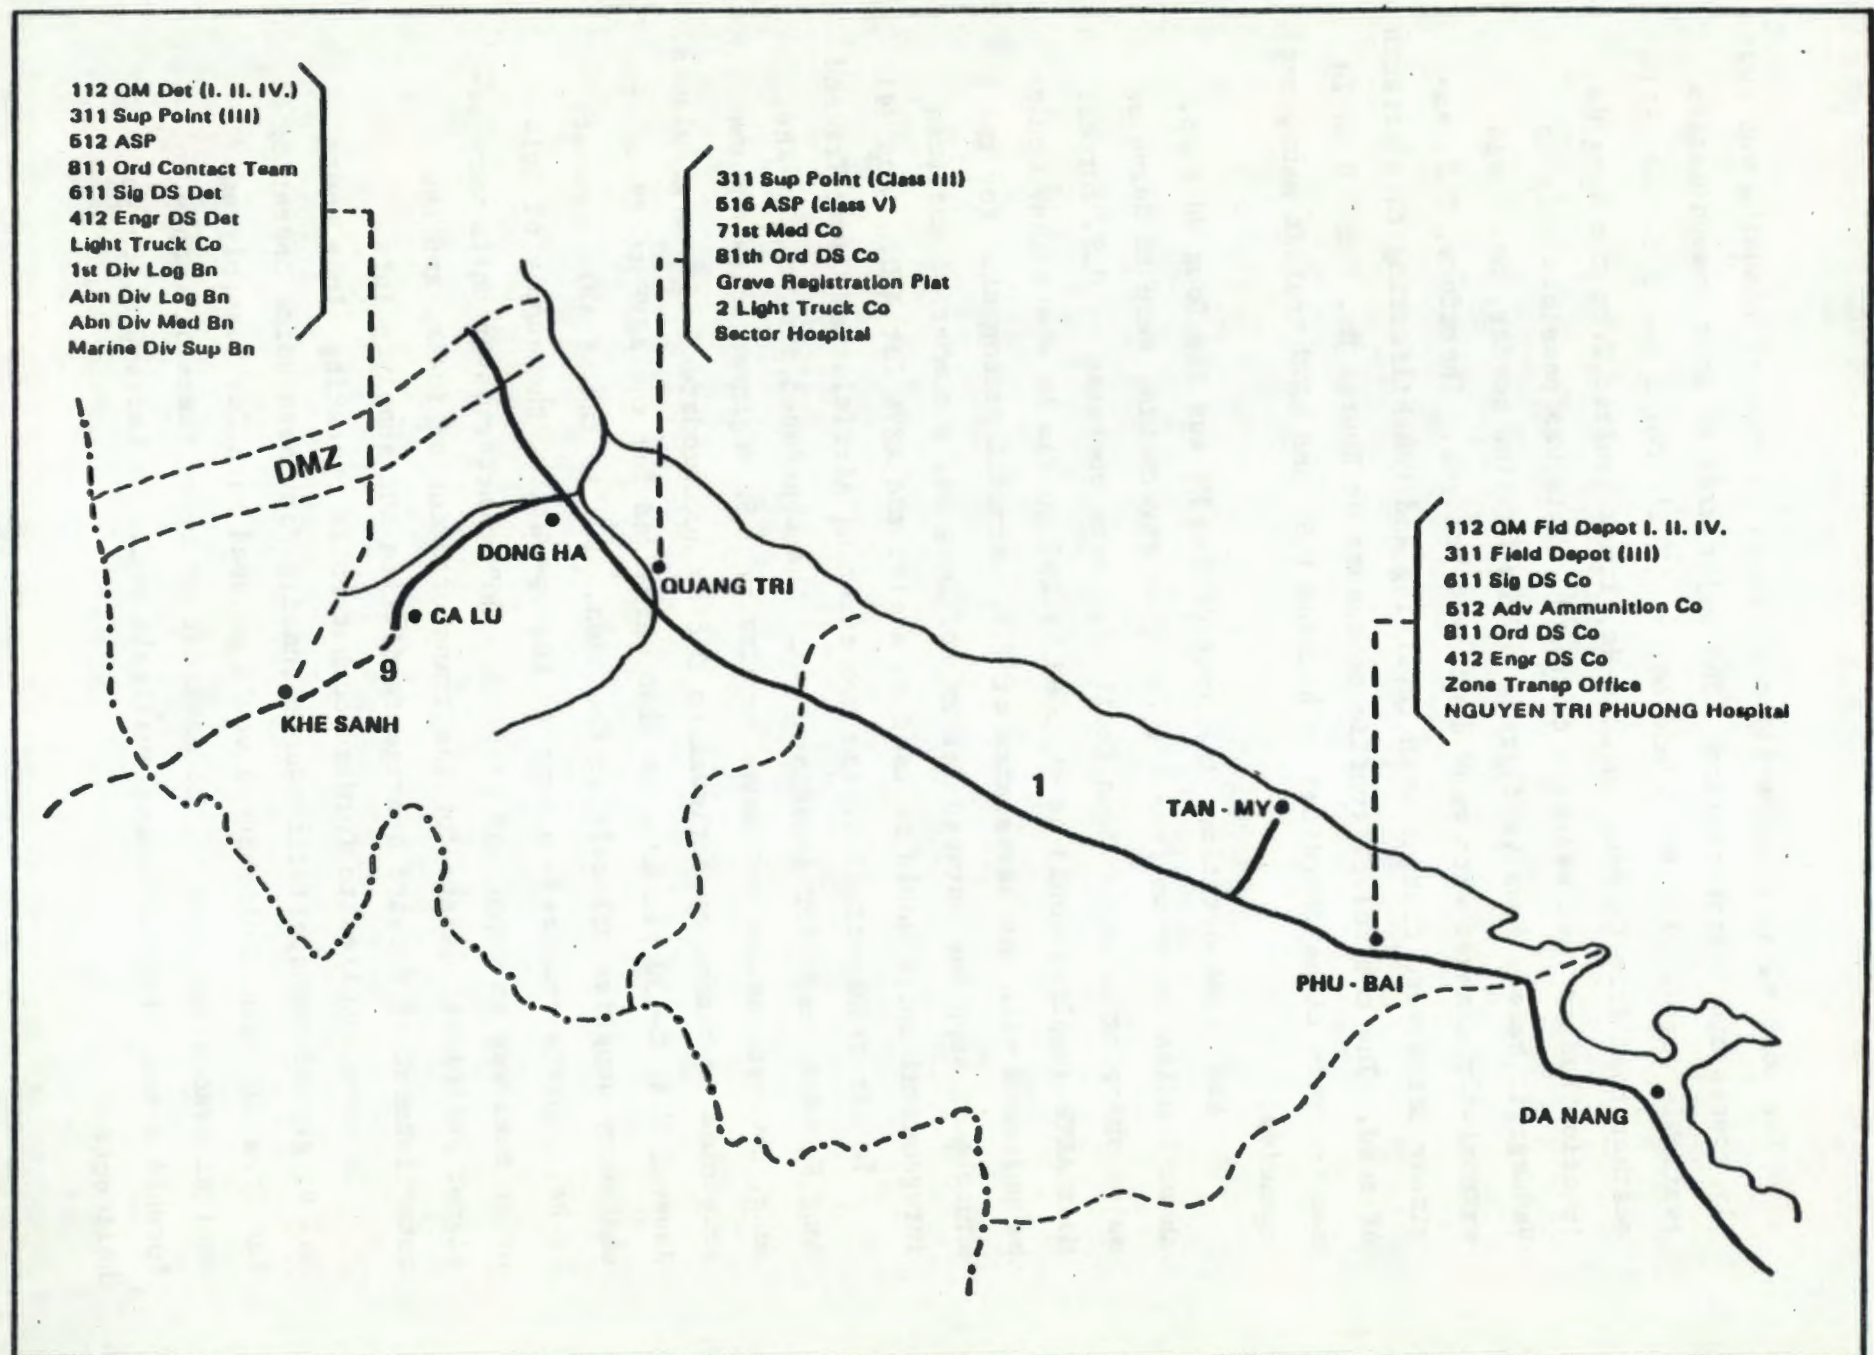 112 QM Det (I. II. IV.)
311 Sup Point (III)
512 ASP
811 Ord Contact Team
611 Sig DS Det
412 Engr DS Det
Light Truck Co
1st Div Log Bn
Abn Div Log Bn
Abn Div Med Bn
Marine Div Sup Bn
311 Sup Point (Class III)
516 ASP (class V)
71st Med Co
81th Ord DS Co
Grave Registration Plat
2 Light Truck Co
Sector Hospital
DMZ
DONG HA
QUANG TRI
CA LU
9
KHE SANH
112 QM Fld Depot I. II. IV.
311 Field Depot (III)
611 Sig DS Co
512 Adv Ammunition Co
811 Ord DS Co
412 Engr DS Co
Zone Transp Office
NGUYEN TRI PHUONG Hospital
1
TAN - MY
PHU - BAI
DA NANG